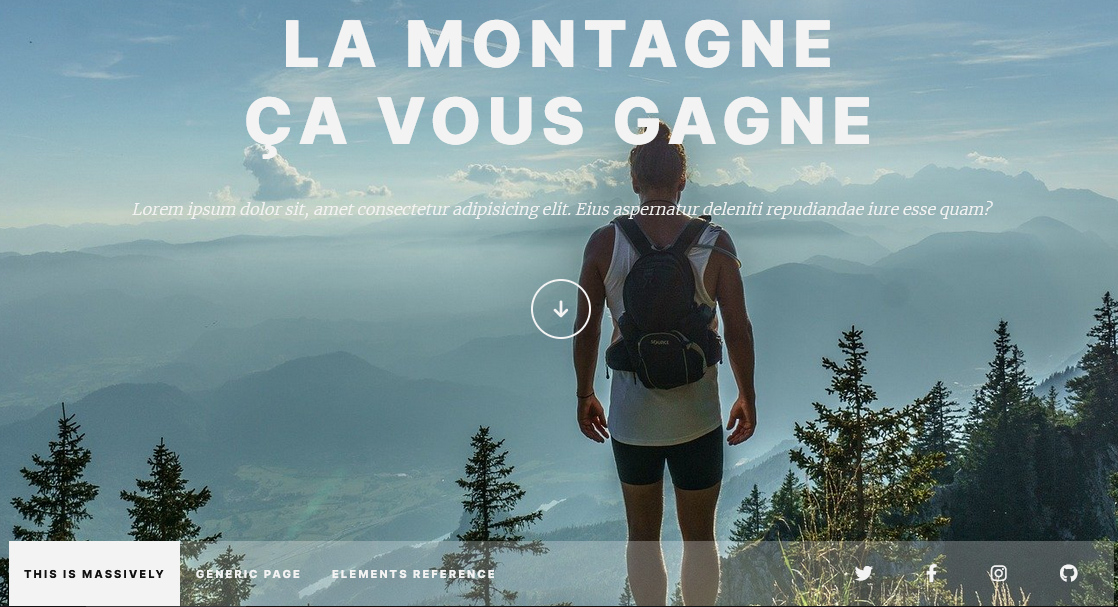 LA MONTAGNE
ÇA VOUS GAGNE
Lorem ipsum dolor sit, amet consectetur adipisicing elit. Eius aspernatur deleniti repudiandae iure esse quam?
THIS IS MASSIVELY GENERIC PAGE ELEMENTS REFERENCE